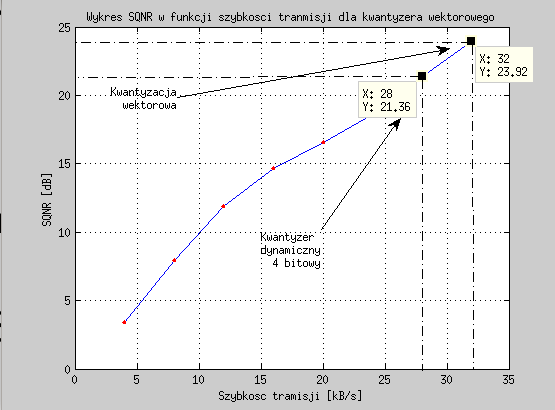 Wykres SQNR w funkcji szybkosci tranmisji dla kwantyzera wektorowego
25
20
15
10
5
0
SQNR [dB]
Kwantyzacja
wektorowa
X: 32
Y: 23.92
X: 28
Y: 21.36
Kwantyzer
dynamiczny
4 bitowy
0
5
10
15
20
25
30
35
Szybkosc tramisji [kB/s]